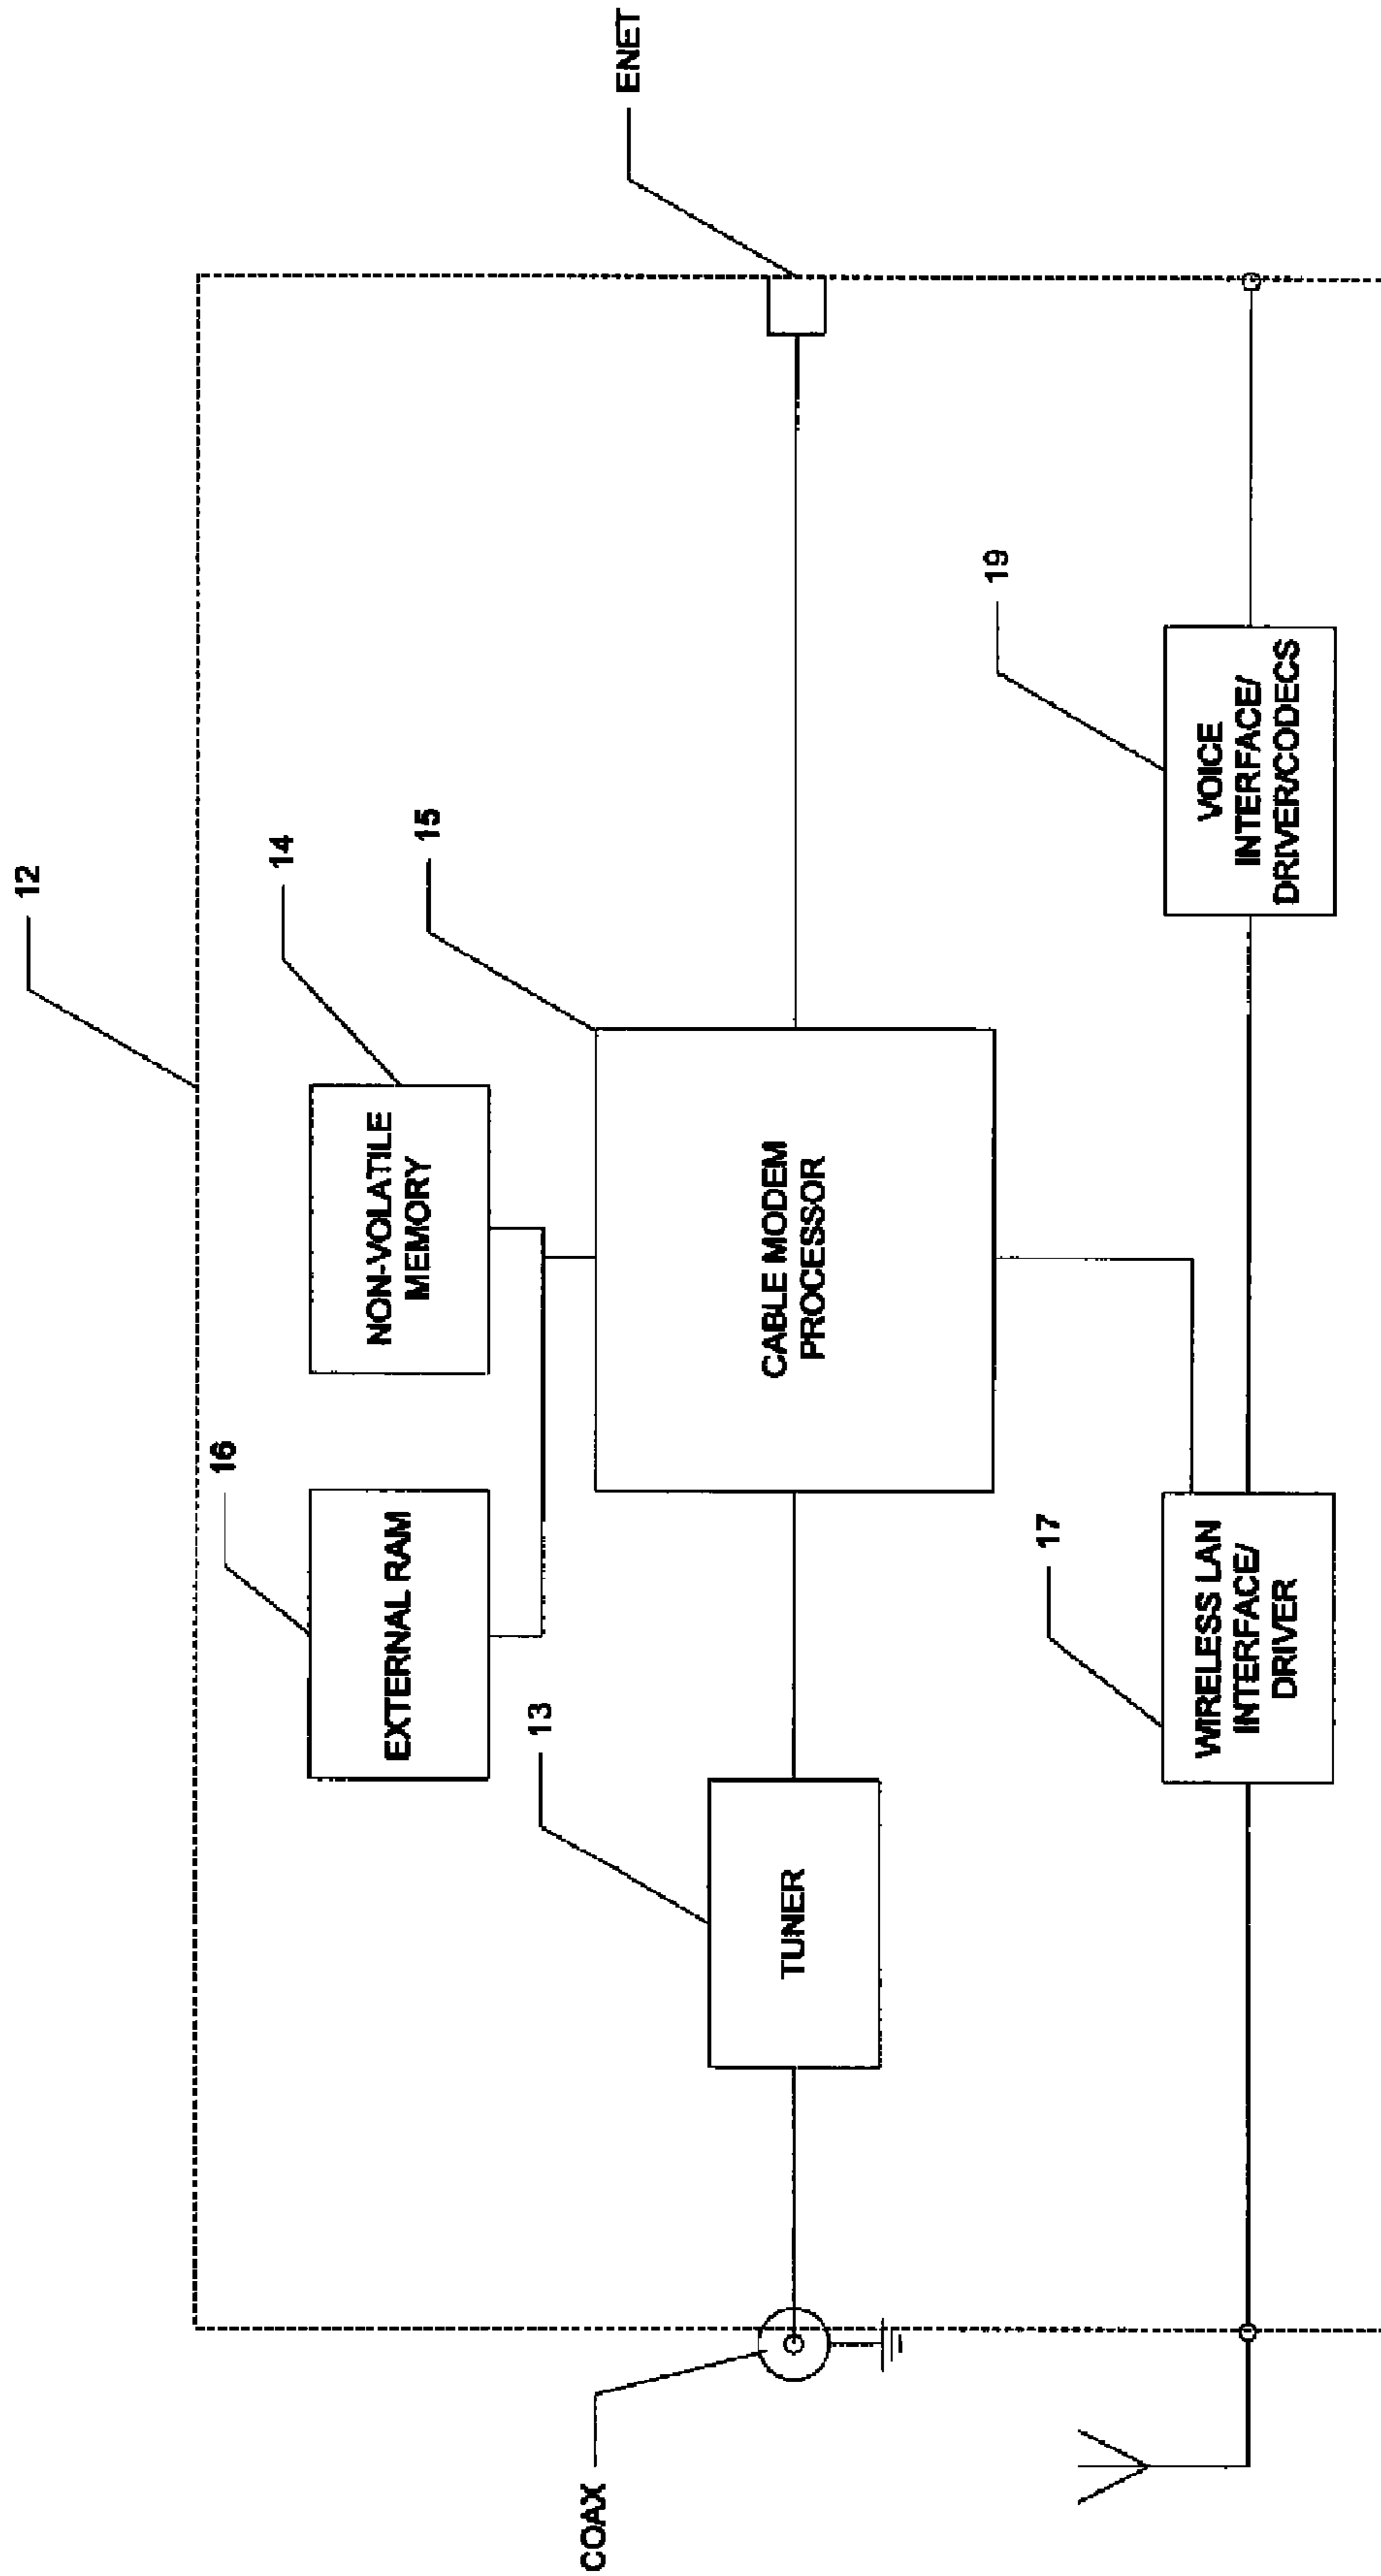 12
16
14
EXTERNAL RAM
NON-VOLATILE
MEMORY
15
13
ENET
COAX
TUNER
CABLE MODEM
PROCESSOR
17
19
WIRELESS LAN
INTERFACE/
DRIVER
VOICE
INTERFACE/
DRIVER/CODECS